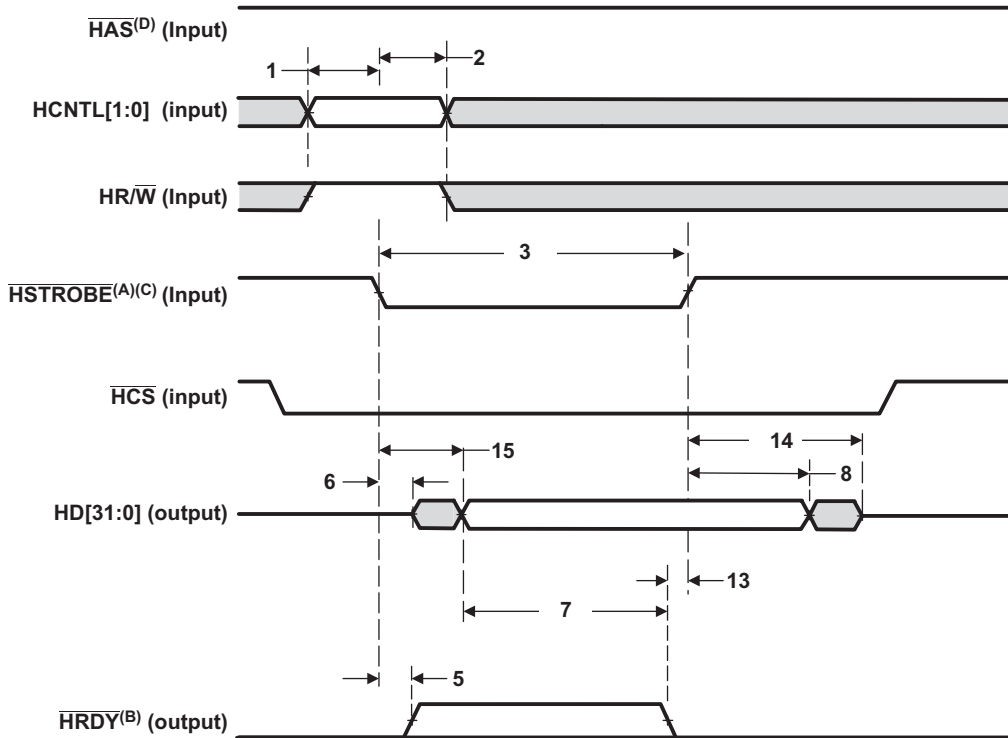 HAS(D) (Input)
1
2
HCNTL[1:0] (input)
HR/W (Input)
3
HSTROBE(A)(C) (Input)
HCS (input)
14
15
6
8
HD[31:0] (output)
13
7
5
HRDY(B) (output)